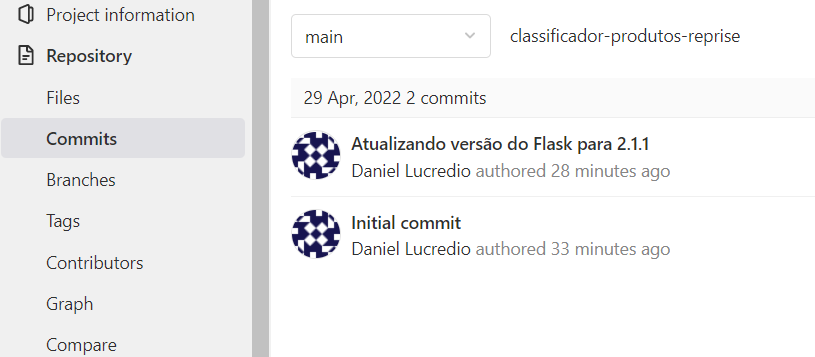 Project information
Repository
Files
Commits
Branches
Tags
Contributors
Graph
Compare
main
classificador-produtos-reprise
29 Apr, 2022 2 commits
Atualizando versão do Flask para 2.1.1
Daniel Lucredio authored 28 minutes ago
Initial commit
Daniel Lucredio authored 33 minutes ago